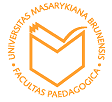 UNIVERSITAS MASARYKIANA BRUNENSIS
FACULTAS PAEDAGOGICA